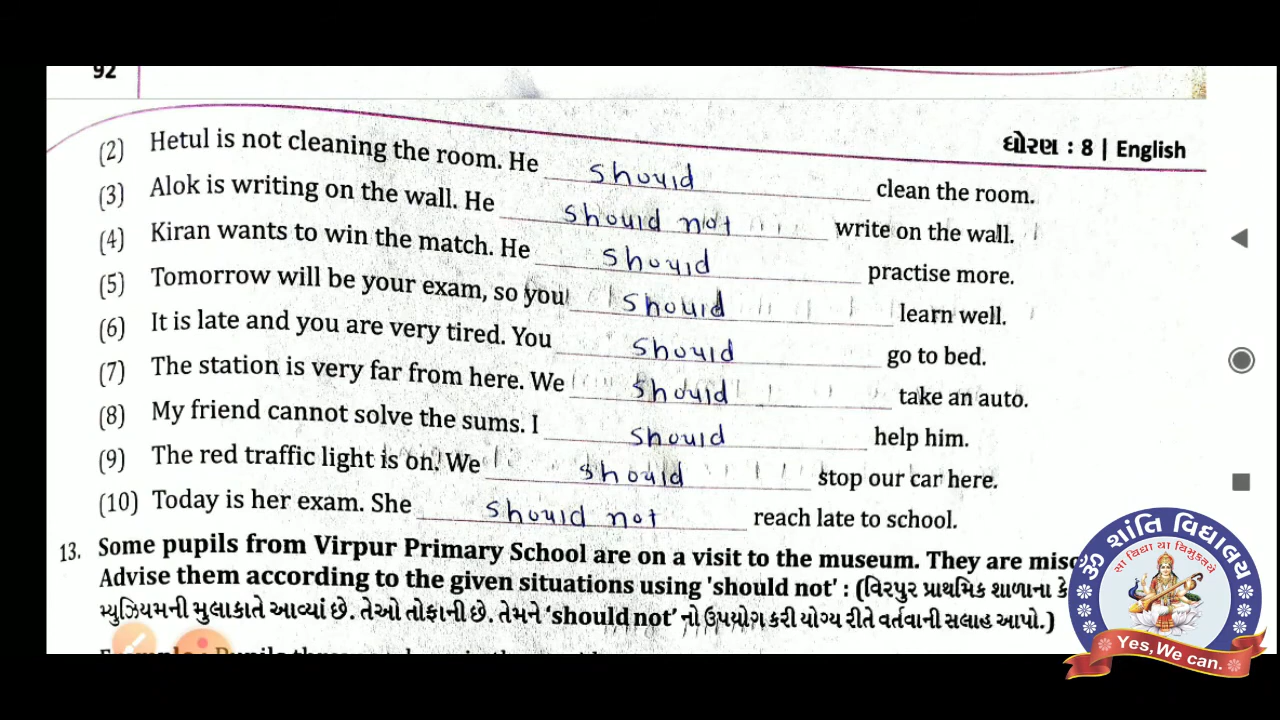 92
ધોરણ : 8 | English
(2) Hetul is not cleaning the room. He should clean the room.
(3) Alok is writing on the wall. He should not write on the wall.
(4) Kiran wants to win the match. He should practise more.
(5) Tomorrow will be your exam, so you should learn well.
(6) It is late and you are very tired. You should go to bed.
(7) The station is very far from here. We should take an auto.
(8) My friend cannot solve the sums. I should help him.
(9) The red traffic light is on. We should stop our car here.
(10) Today is her exam. She should not reach late to school.
13. Some pupils from Virpur Primary School are on a visit to the museum. They are
Advise them according to the given situations using 'should not' : (વિરપુર પ્રાથમિક શાળાના
મ્યુઝિયમની મુલાકાતે આવ્યાં છે. તેઓ તોફાની છે. તેમને ‘should not’ નો ઉપયોગ કરી યોગ્ય રીતે વર્તવાની સલાહ આપો.)
ૐ શાંતિ વિદ્યાલય
સા વિદ્યા યા વિમુક્તયે
Yes, We can.